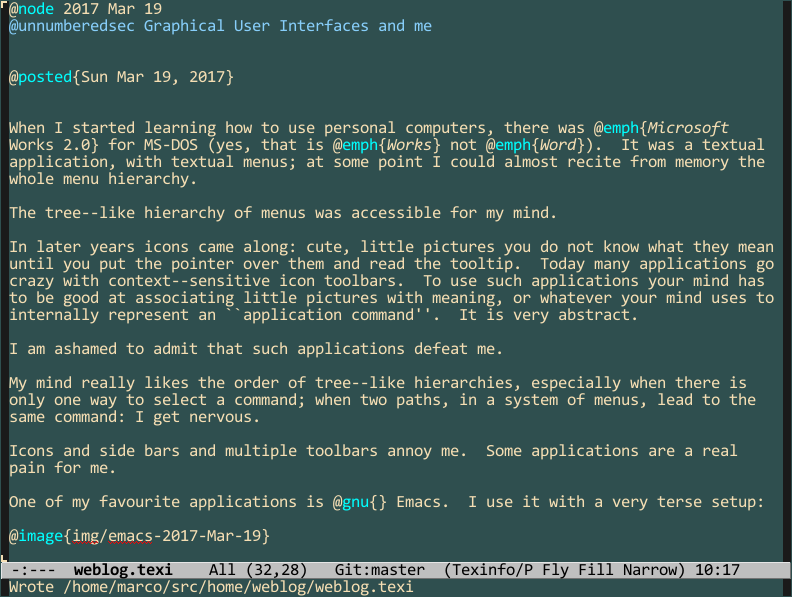 @node 2017 Mar 19
@unnumberedsec Graphical User Interfaces and me
@posted{Sun Mar 19, 2017}
When I started learning how to use personal computers, there was @emph{Microsoft
Works 2.0} for MS-DOS (yes, that is @emph{Works} not @emph{Word}).  It was a textual
application, with textual menus; at some point I could almost recite from memory the
whole menu hierarchy.
The tree--like hierarchy of menus was accessible for my mind.
In later years icons came along: cute, little pictures you do not know what they mean
until you put the pointer over them and read the tooltip.  Today many applications go
crazy with context--sensitive icon toolbars.  To use such applications your mind has
to be good at associating little pictures with meaning, or whatever your mind uses to
internally represent an ``application command''.  It is very abstract.
I am ashamed to admit that such applications defeat me.
My mind really likes the order of tree--like hierarchies, especially when there is
only one way to select a command; when two paths, in a system of menus, lead to the
same command: I get nervous.
Icons and side bars and multiple toolbars annoy me.  Some applications are a real
pain for me.
One of my favourite applications is @gnu{} Emacs.  I use it with a very terse setup:
@image{img/emacs-2017-Mar-19}
-:---  weblog.texi    All (32,28)   Git:master  (Texinfo/P Fly Fill Narrow) 10:17
Wrote /home/marco/src/home/weblog/weblog.texi